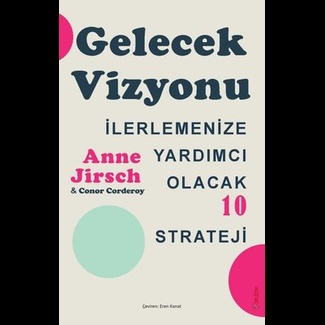 Gelecek
Vizyonu
İLERLEMENİZE
Anne YARDIMCI
Jirsch OLACAK
& Conor Corderoy 10
STRATEJİ
Çeviren: Eren Kanat